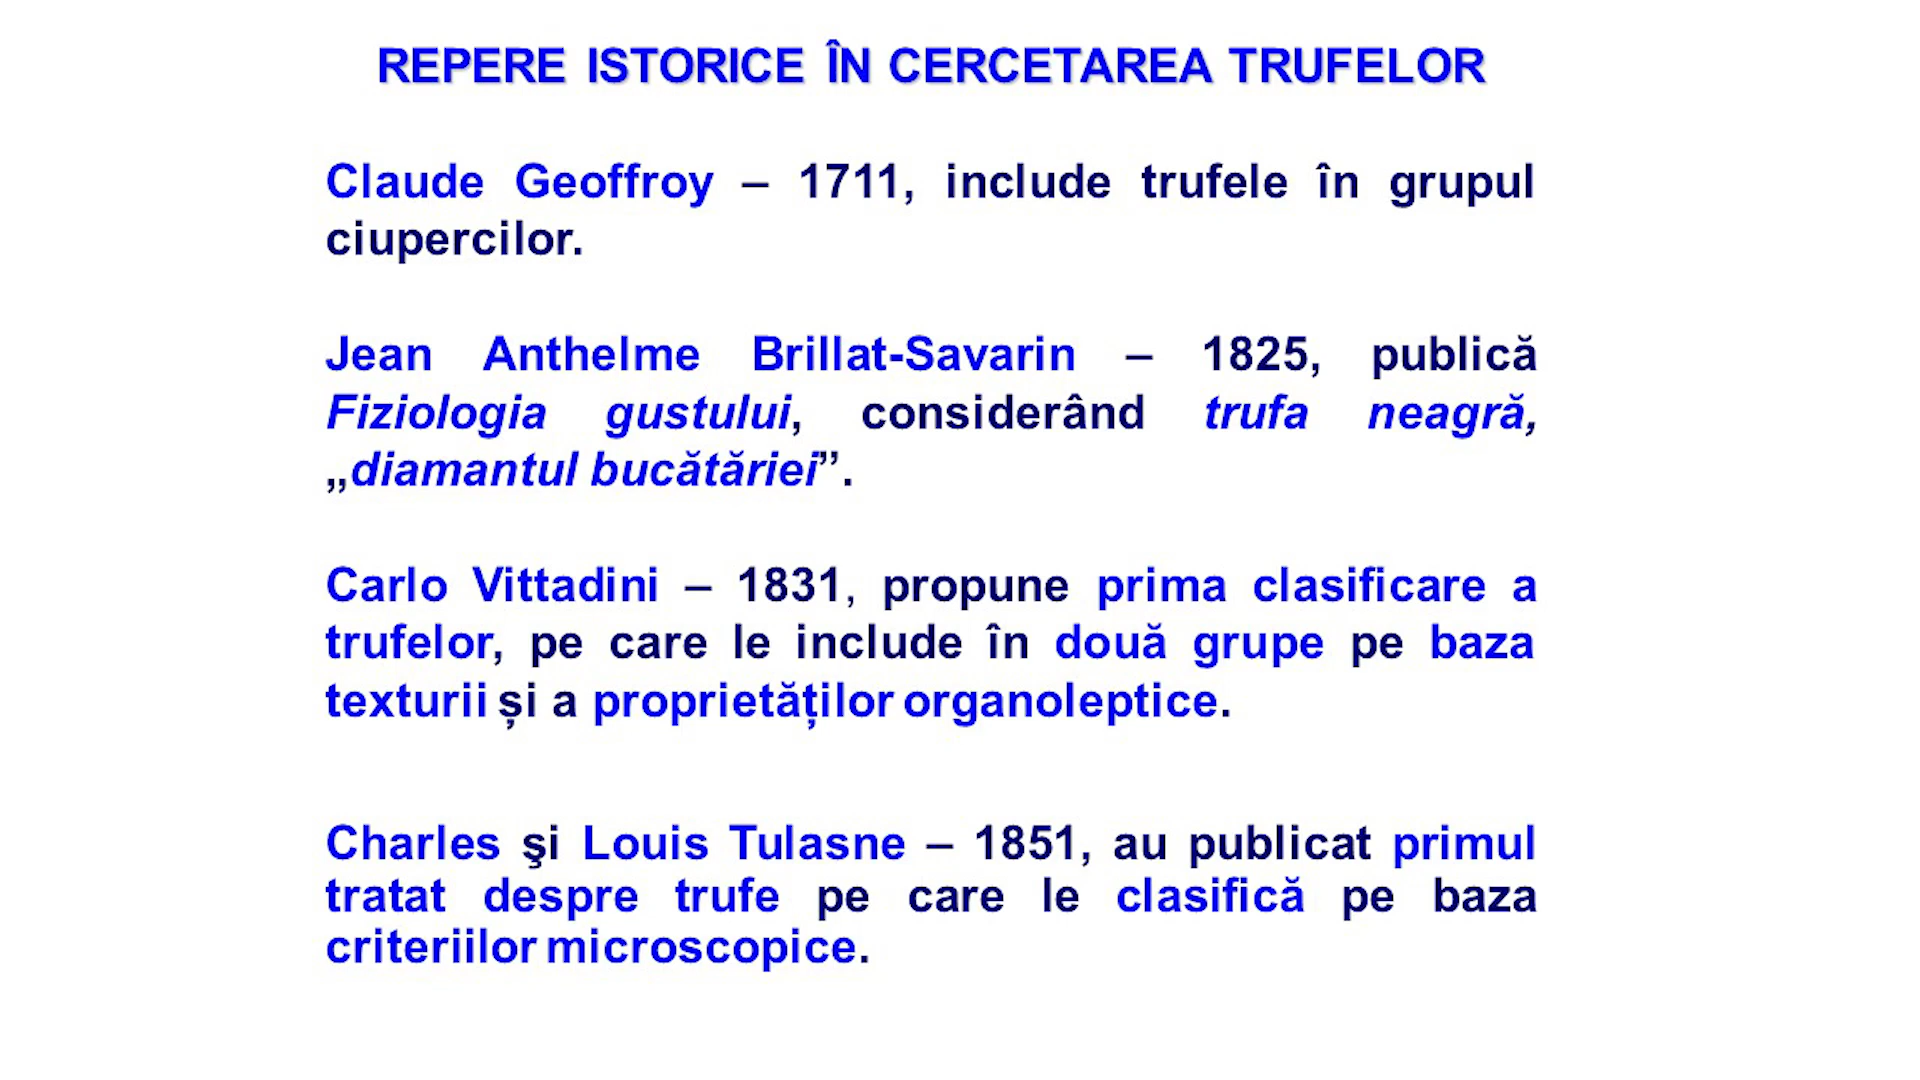 REPERE ISTORICE ÎN CERCETAREA TRUFELOR
Claude Geoffroy – 1711, include trufele în grupul
ciupercilor.
Jean Anthelme Brillat-Savarin – 1825, publică
Fiziologia gustului, considerând trufa neagră,
„diamantul bucătăriei”.
Carlo Vittadini – 1831, propune prima clasificare a
trufelor, pe care le include în două grupe pe baza
texturii și a proprietăților organoleptice.
Charles şi Louis Tulasne – 1851, au publicat primul
tratat despre trufe pe care le clasifică pe baza
criteriilor microscopice.